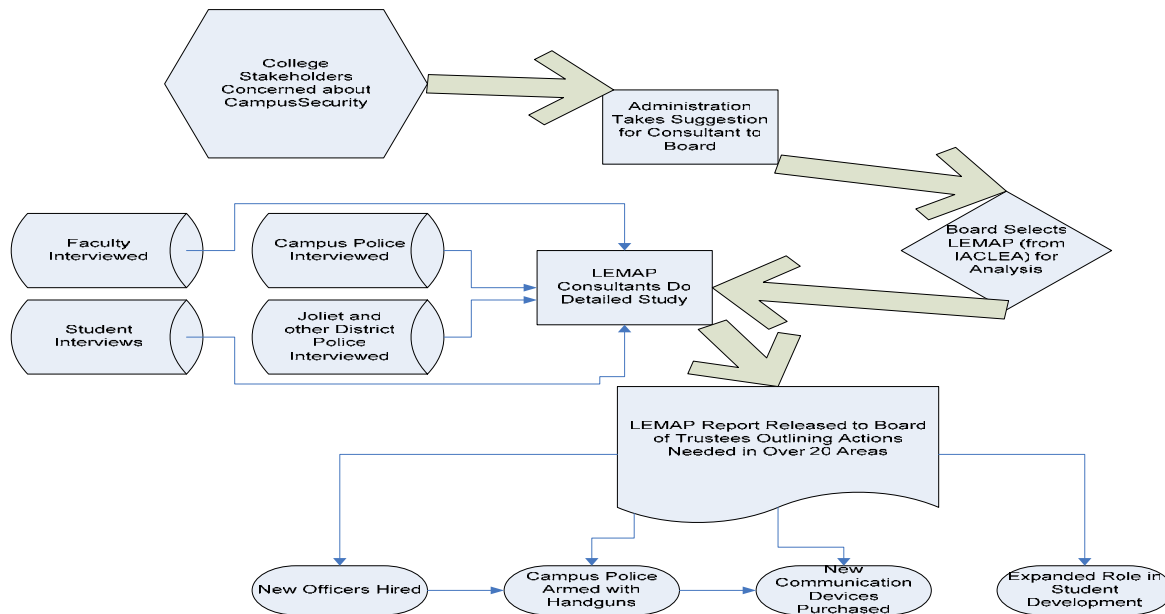 College
Stakeholders
Concerned about
CampusSecurity
Administration
Takes Suggestion
for Consultant to
Board
Board Selects
LEMAP (from
IACLEA) for
Analysis
Faculty
Interviewed
Campus Police
Interviewed
LEMAP
Consultants Do
Detailed Study
Student
Interviews
Joliet and
other District
Police
Interviewed
LEMAP Report Released to Board
of Trustees Outlining Actions
Needed in Over 20 Areas
New Officers Hired
Campus Police
Armed with
Handguns
New
Communication
Devices
Purchased
Expanded Role in
Student
Development